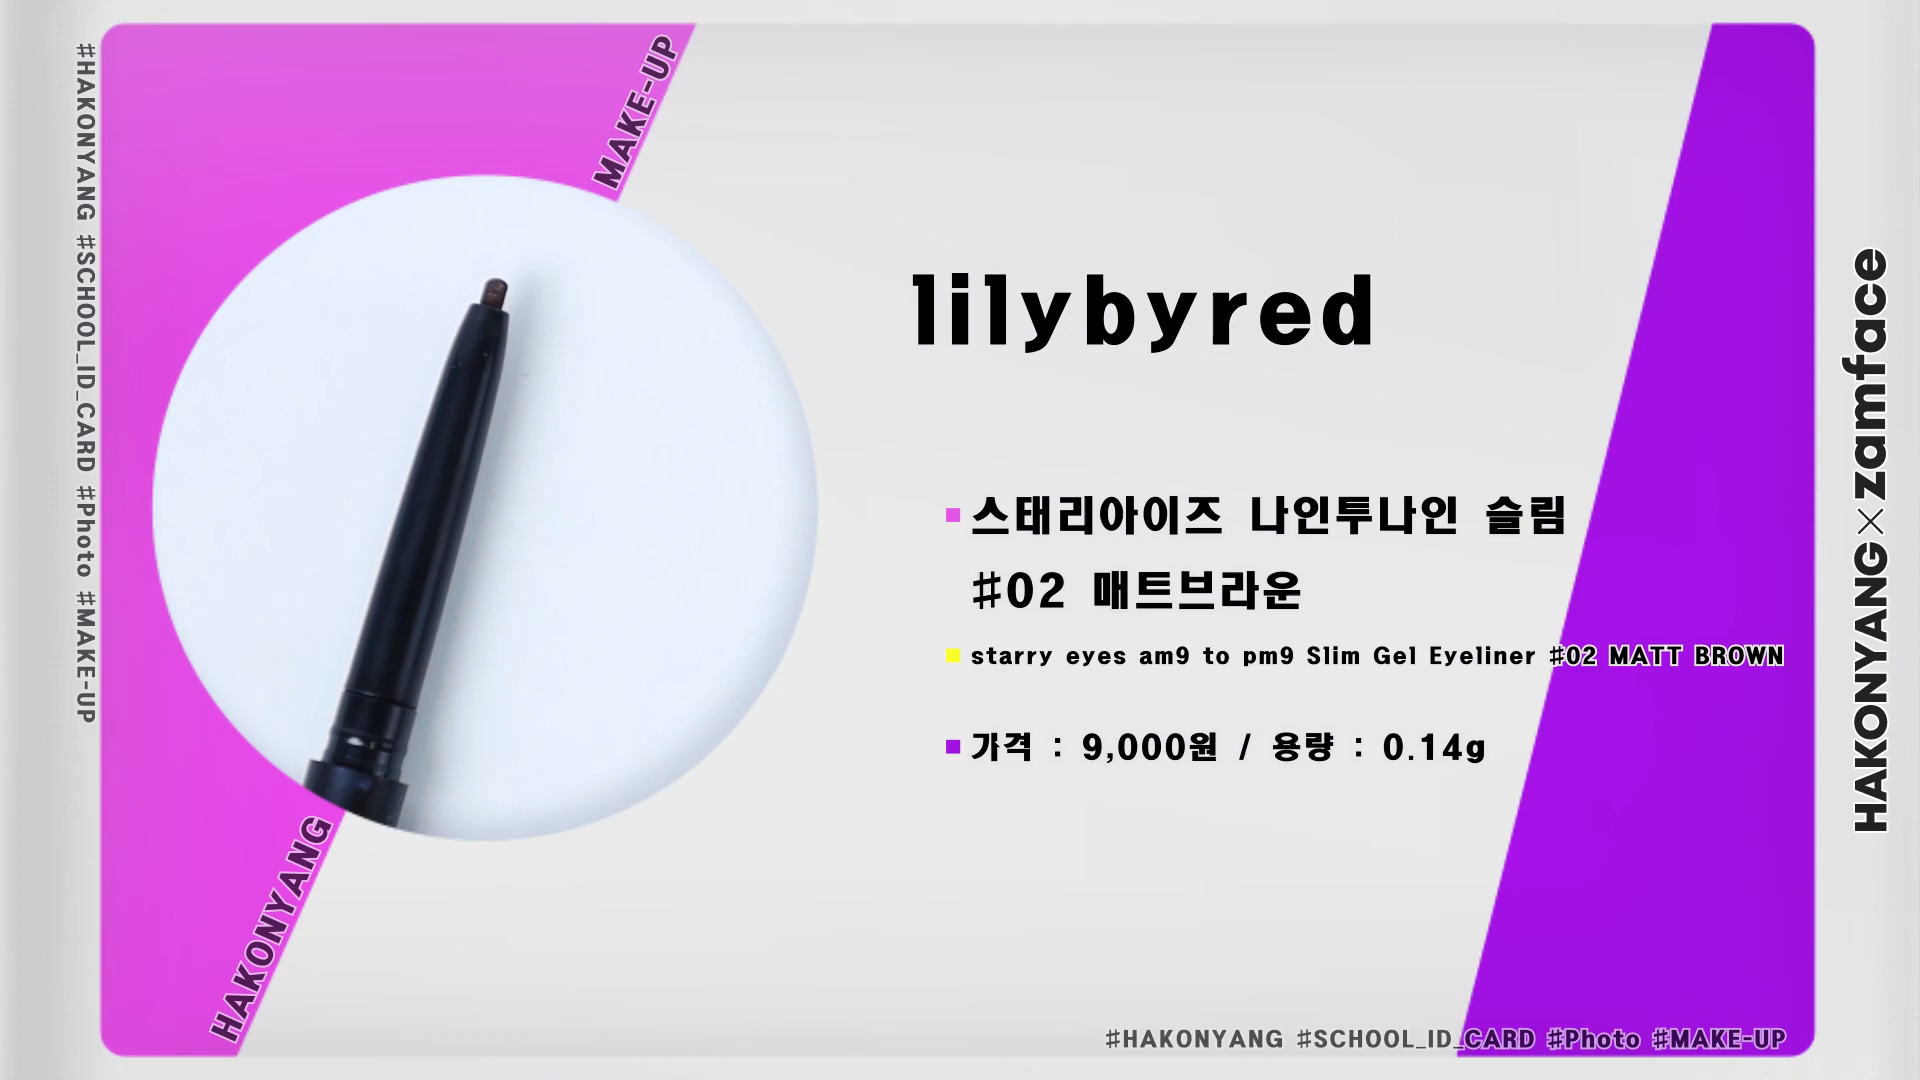 #HAKONYANG #SCHOOL_ID_CARD #Photo #MAKE-UP
MAKE-UP
HAKONYANG
lilybyred
스태리아이즈 나인투나인 슬림
#02 매트브라운
starry eyes am9 to pm9 Slim Gel Eyeliner #02 MATT BROWN
가격 : 9,000원 / 용량 : 0.14g
HAKONYANG×zamface
#HAKONYANG #SCHOOL_ID_CARD #Photo #MAKE-UP